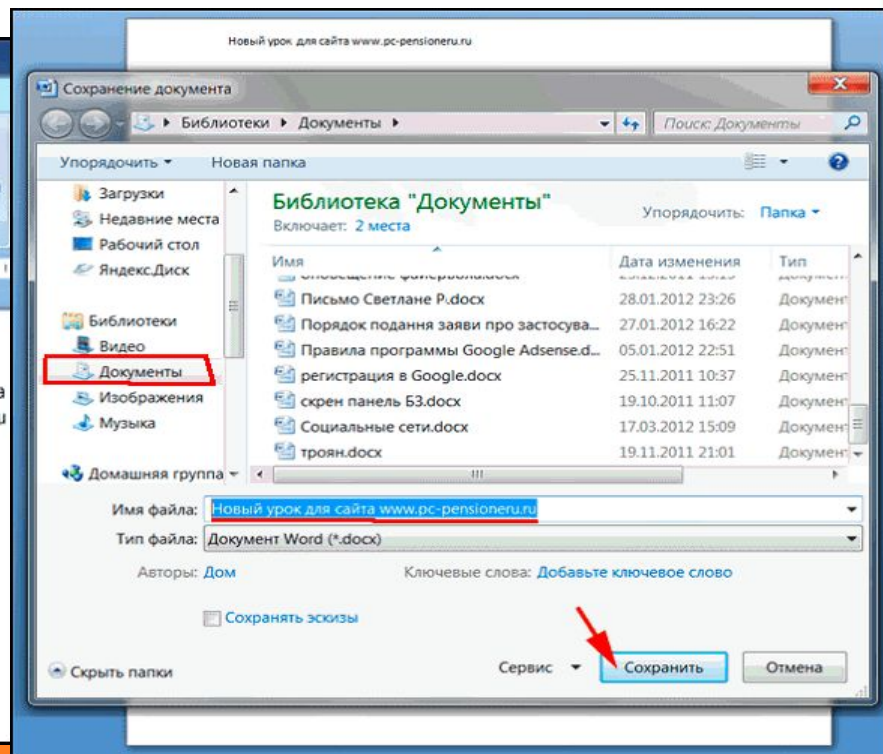 Новый урок для сайта www.pc-pensioneru.ru
Сохранение документа
Библиотеки Документы
Поиск: Документы
Упорядочить Новая папка
Загрузки
Недавние места
Рабочий стол
Яндекс.Диск
Библиотеки
Видео
Документы
Изображения
Музыка
Домашняя группа
Библиотека "Документы"
Включает: 2 места
Упорядочить: Папка
Имя Дата изменения Тип
Письмо Светлане Р.docx 28.01.2012 23:26 Документ
Порядок подання заяви про застосува... 27.01.2012 16:22 Документ
Правила программы Google Adsense.d... 05.01.2012 22:51 Документ
регистрация в Google.docx 25.11.2011 10:37 Документ
скрен панель БЗ.docx 19.10.2011 11:07 Документ
Социальные сети.docx 17.03.2012 15:09 Документ
троян.docx 19.11.2011 21:01 Документ
Имя файла: Новый урок для сайта www.pc-pensioneru.ru
Тип файла: Документ Word (*.docx)
Авторы: Дом Ключевые слова: Добавьте ключевое слово
Сохранять эскизы
Скрыть папки Сервис Сохранить Отмена